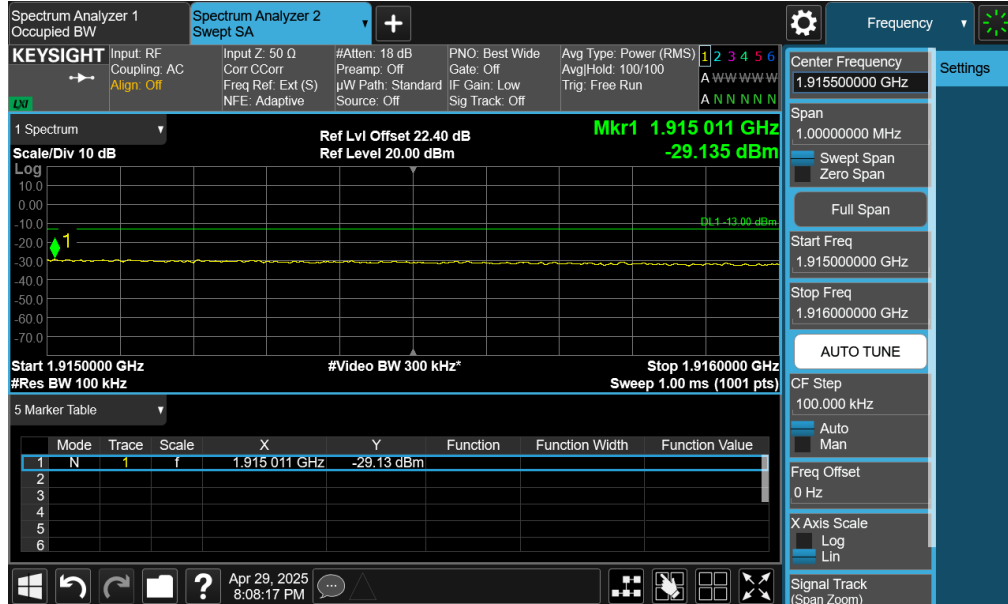 Spectrum Analyzer 1
Occupied BW
Spectrum Analyzer 2
Swept SA
Frequency
KEYSIGHT
LXI
Input: RF
Coupling: AC
Align: Off
Input Z: 50 Ω
Corr CCorr
Freq Ref: Ext (S)
NFE: Adaptive
#Atten: 18 dB
Preamp: Off
µW Path: Standard
Source: Off
PNO: Best Wide
Gate: Off
IF Gain: Low
Sig Track: Off
Avg Type: Power (RMS)
Avg|Hold: 100/100
Trig: Free Run
1 2 3 4 5 6
A W W W W W
A N N N N N
1 Spectrum
Scale/Div 10 dB
Ref Lvl Offset 22.40 dB
Ref Level 20.00 dBm
Mkr1 1.915 011 GHz
-29.135 dBm
Log
10.0
0.00
-10.0
-20.0
-30.0
-40.0
-50.0
-60.0
-70.0
1
DL1 -13.00 dBm
Start 1.9150000 GHz
#Video BW 300 kHz*
Stop 1.9160000 GHz
#Res BW 100 kHz
Sweep 1.00 ms (1001 pts)
5 Marker Table
Mode Trace Scale X Y Function Function Width Function Value
1 N 1 f 1.915 011 GHz -29.13 dBm
2
3
4
5
6
Apr 29, 2025
8:08:17 PM
?
Center Frequency
1.915500000 GHz
Span
1.00000000 MHz
Swept Span
Zero Span
Full Span
Start Freq
1.915000000 GHz
Stop Freq
1.916000000 GHz
AUTO TUNE
CF Step
100.000 kHz
Auto
Man
Freq Offset
0 Hz
X Axis Scale
Log
Lin
Signal Track
(Span Zoom)
Settings